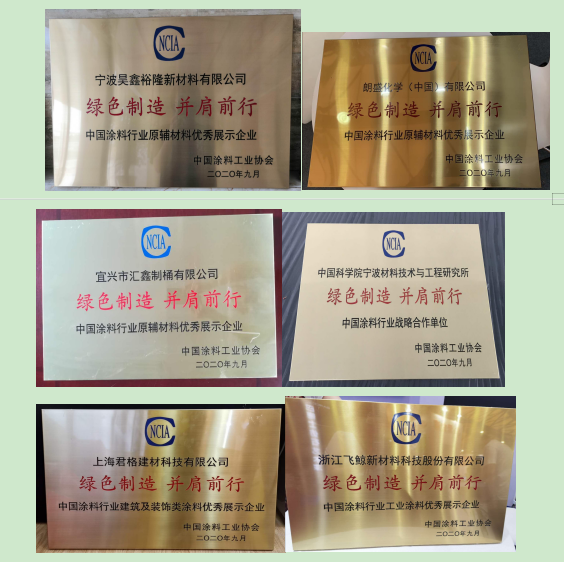 NCIA
宁波昊鑫裕隆新材料有限公司
绿色制造 并肩前行
中国涂料行业原辅材料优秀展示企业
中国涂料工业协会
二〇二〇年九月
NCIA
朗盛化学(中国)有限公司
绿色制造 并肩前行
中国涂料行业原辅材料优秀展示企业
中国涂料工业协会
二〇二〇年九月
NCIA
宜兴市汇鑫制桶有限公司
绿色制造 并肩前行
中国涂料行业原辅材料优秀展示企业
中国涂料工业协会
二〇二〇年九月
NCIA
中国科学院宁波材料技术与工程研究所
绿色制造 并肩前行
中国涂料行业战略合作单位
中国涂料工业协会
二〇二〇年九月
NCIA
上海君格建材科技有限公司
绿色制造 并肩前行
中国涂料行业建筑及装饰类涂料优秀展示企业
中国涂料工业协会
二〇二〇年九月
NCIA
浙江飞鲸新材料科技股份有限公司
绿色制造 并肩前行
中国涂料行业工业涂料优秀展示企业
中国涂料工业协会
二〇二〇年九月